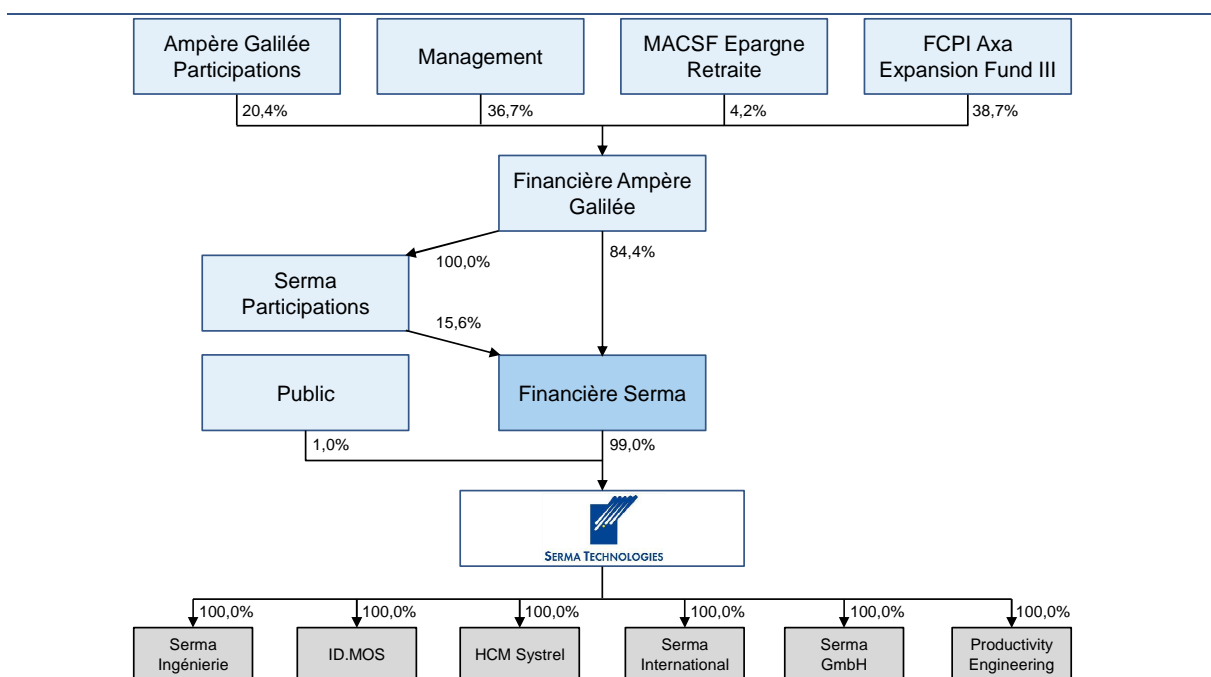 Ampère Galilée
Participations
Management
MACSF Epargne
Retraite
FCPI Axa
Expansion Fund III
20,4%
36,7%
4,2%
38,7%
Financière Ampère
Galilée
100,0%
84,4%
Serma
Participations
15,6%
Public
Financière Serma
1,0%
99,0%
SERMA TECHNOLOGIES
100,0%
100,0%
100,0%
100,0%
100,0%
100,0%
Serma
Ingénierie
ID.MOS
HCM Systrel
Serma
International
Serma
GmbH
Productivity
Engineering